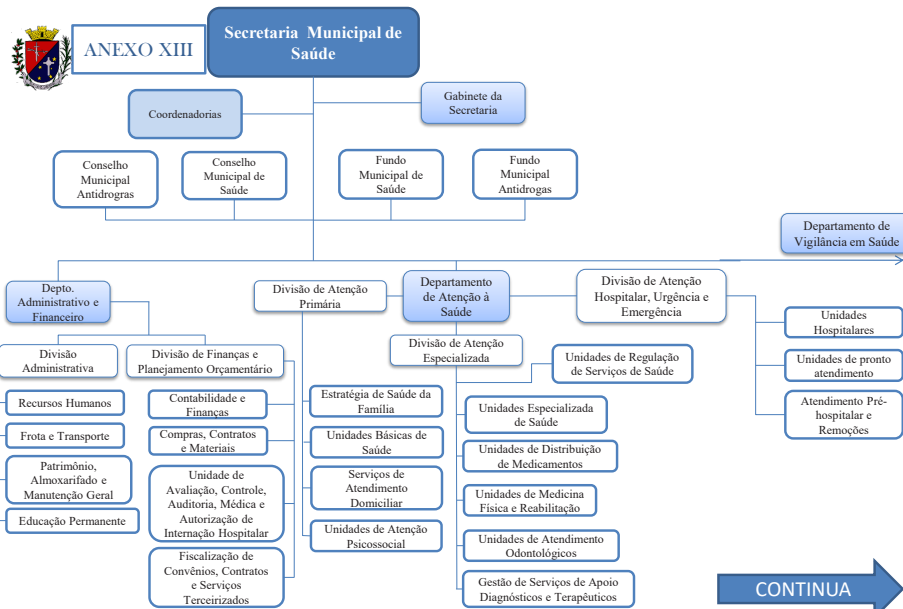 ANEXO XIII
Secretaria Municipal de
Saúde
Gabinete da
Secretaria
Coordenadorias
Conselho
Municipal
Antidrogras
Conselho
Municipal de
Saúde
Fundo
Municipal
de Saúde
Fundo
Municipal
Antidrogas
Departamento de
Vigilância em Saúde
Depto.
Administrativo e
Financeiro
Divisão de Atenção
Primária
Departamento
de Atenção à
Saúde
Divisão de Atenção
Hospitalar, Urgência e
Emergência
Divisão
Administrativa
Divisão de Finanças e
Planejamento Orçamentário
Divisão de Atenção
Especializada
Unidades de Regulação
de Serviços de Saúde
Unidades
Hospitalares
Unidades de pronto
atendimento
Atendimento Pré-
hospitalar e
Remoções
Recursos Humanos
Frota e Transporte
Patrimônio,
Almoxarifado e
Manutenção Geral
Educação Permanente
Contabilidade e
Finanças
Compras, Contratos
e Materiais
Unidade de
Avaliação, Controle,
Auditoria, Médica e
Autorização de
Internação Hospitalar
Fiscalização de
Convênios, Contratos
e Serviços
Terceirizados
Estratégia de Saúde da
Família
Unidades Básicas de
Saúde
Serviços de
Atendimento
Domiciliar
Unidades de Atenção
Psicossocial
Unidades Especializada
de Saúde
Unidades de Distribuição
de Medicamentos
Unidades de Medicina
Física e Reabilitação
Unidades de Atendimento
Odontológicos
Gestão de Serviços de Apoio
Diagnósticos e Terapêuticos
CONTINUA